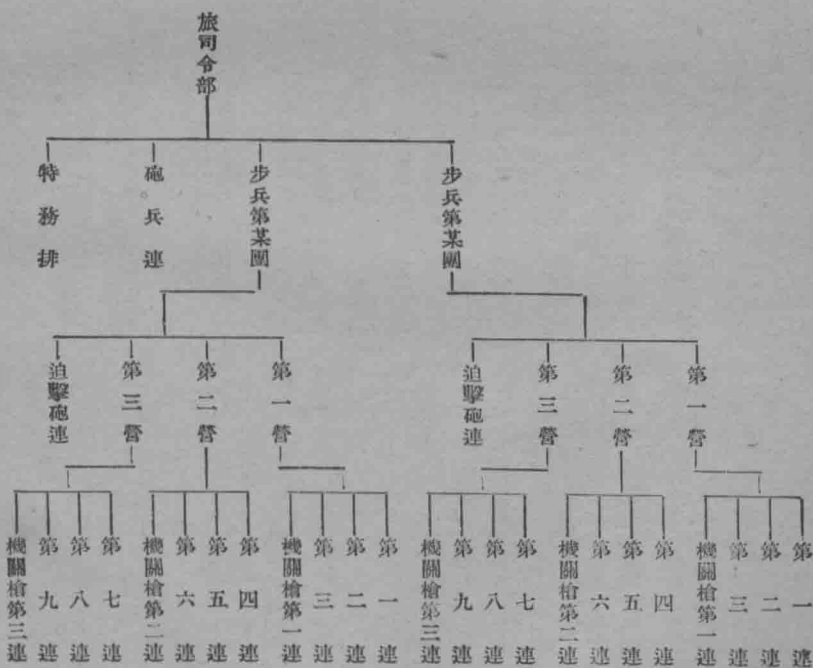 旅司令部
步兵第某團
步兵第某團
砲兵連
特務排
第一營
第二營
第三營
迫擊砲連
第一營
第二營
第三營
迫擊砲連
第一連
第二連
第三連
機關槍第一連
第四連
第五連
第六連
機關槍第二連
第七連
第八連
第九連
機關槍第三連
第一連
第二連
第三連
機關槍第一連
第四連
第五連
第六連
機關槍第二連
第七連
第八連
第九連
機關槍第三連